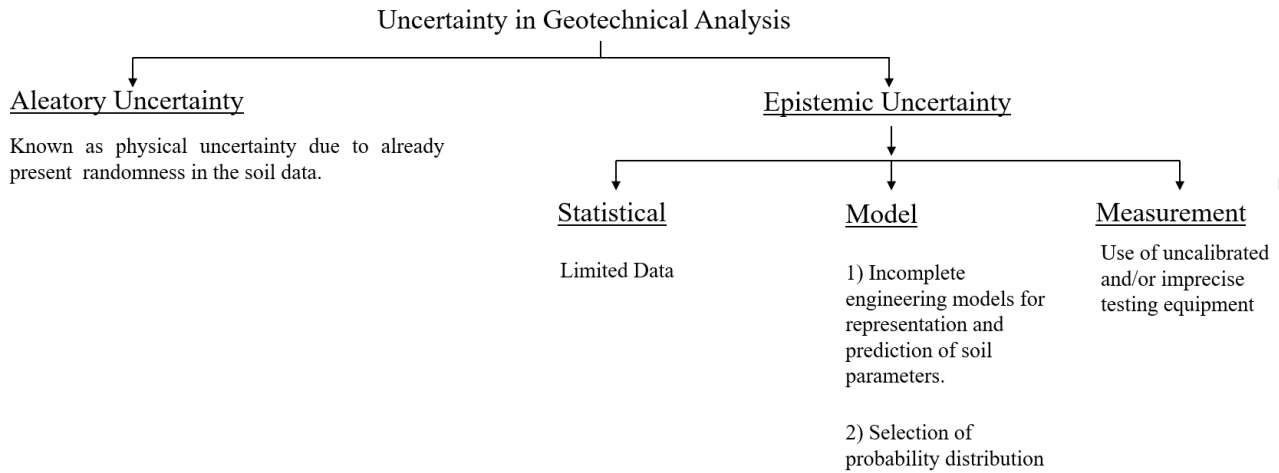 Uncertainty in Geotechnical Analysis
Aleatory Uncertainty
Known as physical uncertainty due to already
present randomness in the soil data.
Epistemic Uncertainty
Statistical
Limited Data
Model
1) Incomplete
engineering models for
representation and
prediction of soil
parameters.
2) Selection of
probability distribution
Measurement
Use of uncalibrated
and/or imprecise
testing equipment